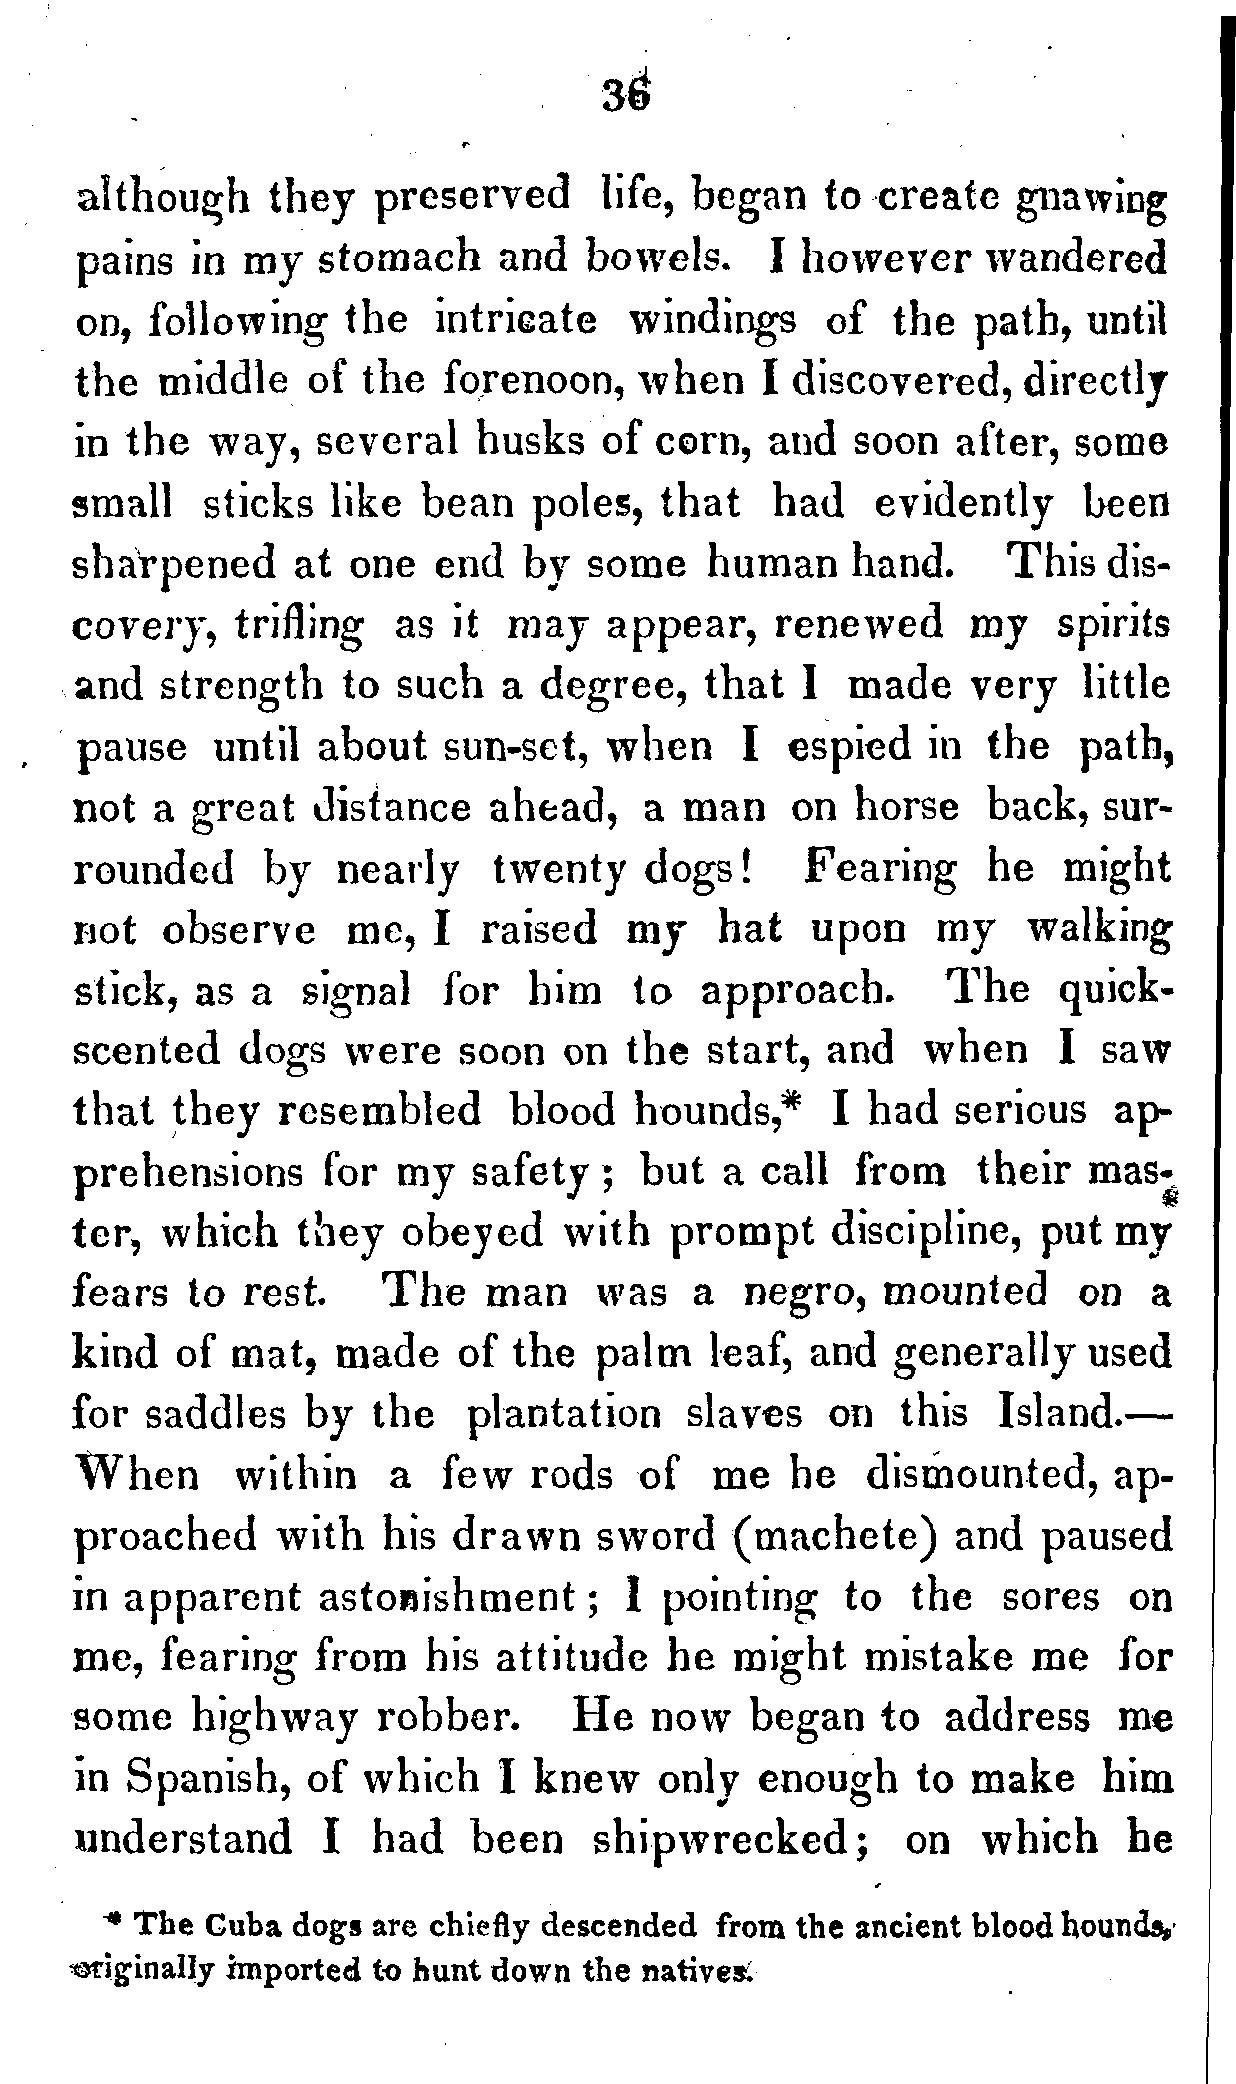 36
although they preserved life, began to create gnawing
pains in my stomach and bowels. I however wandered
on, following the intricate windings of the path, until
the middle of the forenoon, when I discovered, directly
in the way, several husks of corn, and soon after, some
small sticks like bean poles, that had evidently been
sharpened at one end by some human hand. This dis-
covery, trifling as it may appear, renewed my spirits
and strength to such a degree, that I made very little
pause until about sun-set, when I espied in the path,
not a great distance ahead, a man on horse back, sur-
rounded by nearly twenty dogs! Fearing he might
not observe me, I raised my hat upon my walking
stick, as a signal for him to approach. The quick-
scented dogs were soon on the start, and when I saw
that they resembled blood hounds,* I had serious ap-
prehensions for my safety; but a call from their mas-
ter, which they obeyed with prompt discipline, put my
fears to rest. The man was a negro, mounted on a
kind of mat, made of the palm leaf, and generally used
for saddles by the plantation slaves on this Island.—
When within a few rods of me he dismounted, ap-
proached with his drawn sword (machete) and paused
in apparent astonishment; I pointing to the sores on
me, fearing from his attitude he might mistake me for
some highway robber. He now began to address me
in Spanish, of which I knew only enough to make him
understand I had been shipwrecked; on which he
* The Cuba dogs are chiefly descended from the ancient blood hounds,
originally imported to hunt down the natives.